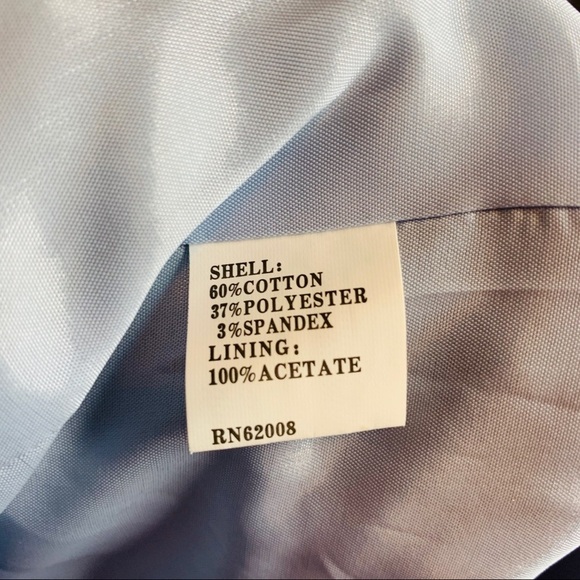 SHELL:
60%COTTON
37%POLYESTER
3%SPANDEX
LINING:
100%ACETATE
RN62008